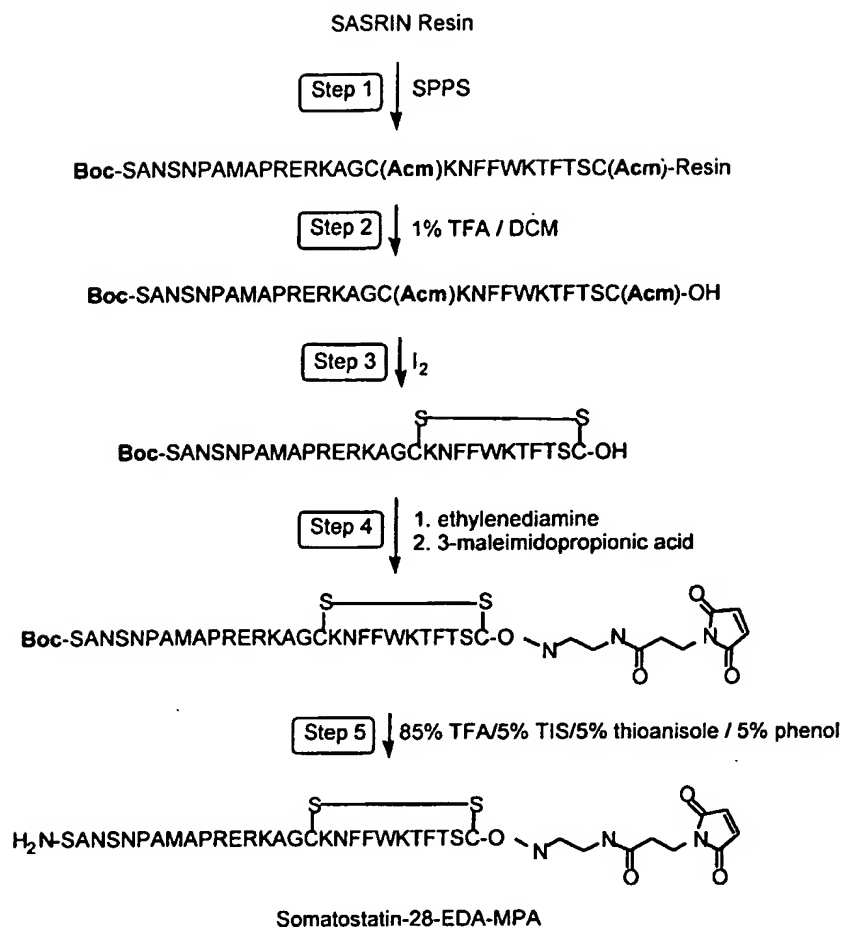 SASRIN Resin
Step 1 SPPS
Boc-SANSNPAMAPRERKAGC(Acm)KNFFWKTFTSC(Acm)-Resin
Step 2 1% TFA / DCM
Boc-SANSNPAMAPRERKAGC(Acm)KNFFWKTFTSC(Acm)-OH
Step 3 I2
S S
Boc-SANSNPAMAPRERKAGCKNFFWKTFTSC-OH
Step 4 1. ethylenediamine
2. 3-maleimidopropionic acid
S S O
Boc-SANSNPAMAPRERKAGCKNFFWKTFTSC-O N N N
O O
Step 5 85% TFA/5% TIS/5% thioanisole / 5% phenol
S S O
H2N-SANSNPAMAPRERKAGCKNFFWKTFTSC-O N N N
O O
Somatostatin-28-EDA-MPA